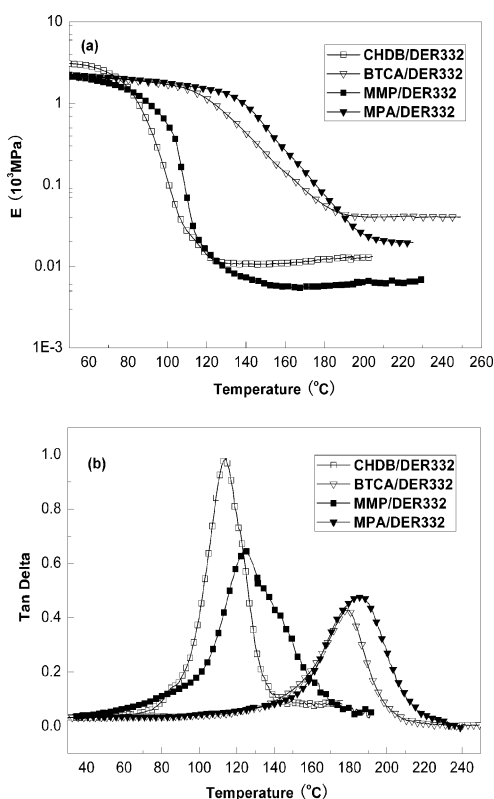 (a)
CHDB/DER332
BTCA/DER332
MMP/DER332
MPA/DER332
10
1
0.1
0.01
1E-3
E (10³MPa)
60 80 100 120 140 160 180 200 220 240 260
Temperature (°C)
(b)
CHDB/DER332
BTCA/DER332
MMP/DER332
MPA/DER332
1.0
0.8
0.6
0.4
0.2
0.0
Tan Delta
40 60 80 100 120 140 160 180 200 220 240
Temperature (°C)